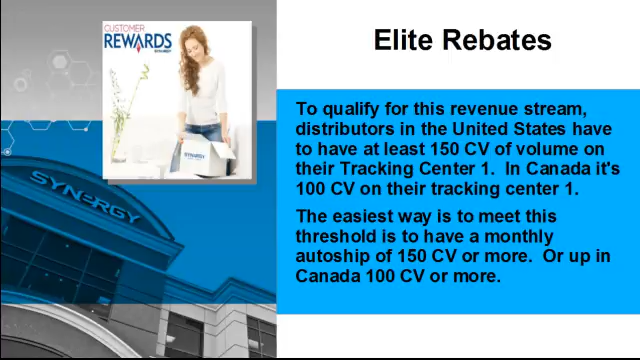 CUSTOMER
REWARDS
SYNERGY
SYNERGY
SYNERGY
Elite Rebates
To qualify for this revenue stream,
distributors in the United States have
to have at least 150 CV of volume on
their Tracking Center 1.  In Canada it's
100 CV on their tracking center 1.
The easiest way is to meet this
threshold is to have a monthly
autoship of 150 CV or more.  Or up in
Canada 100 CV or more.